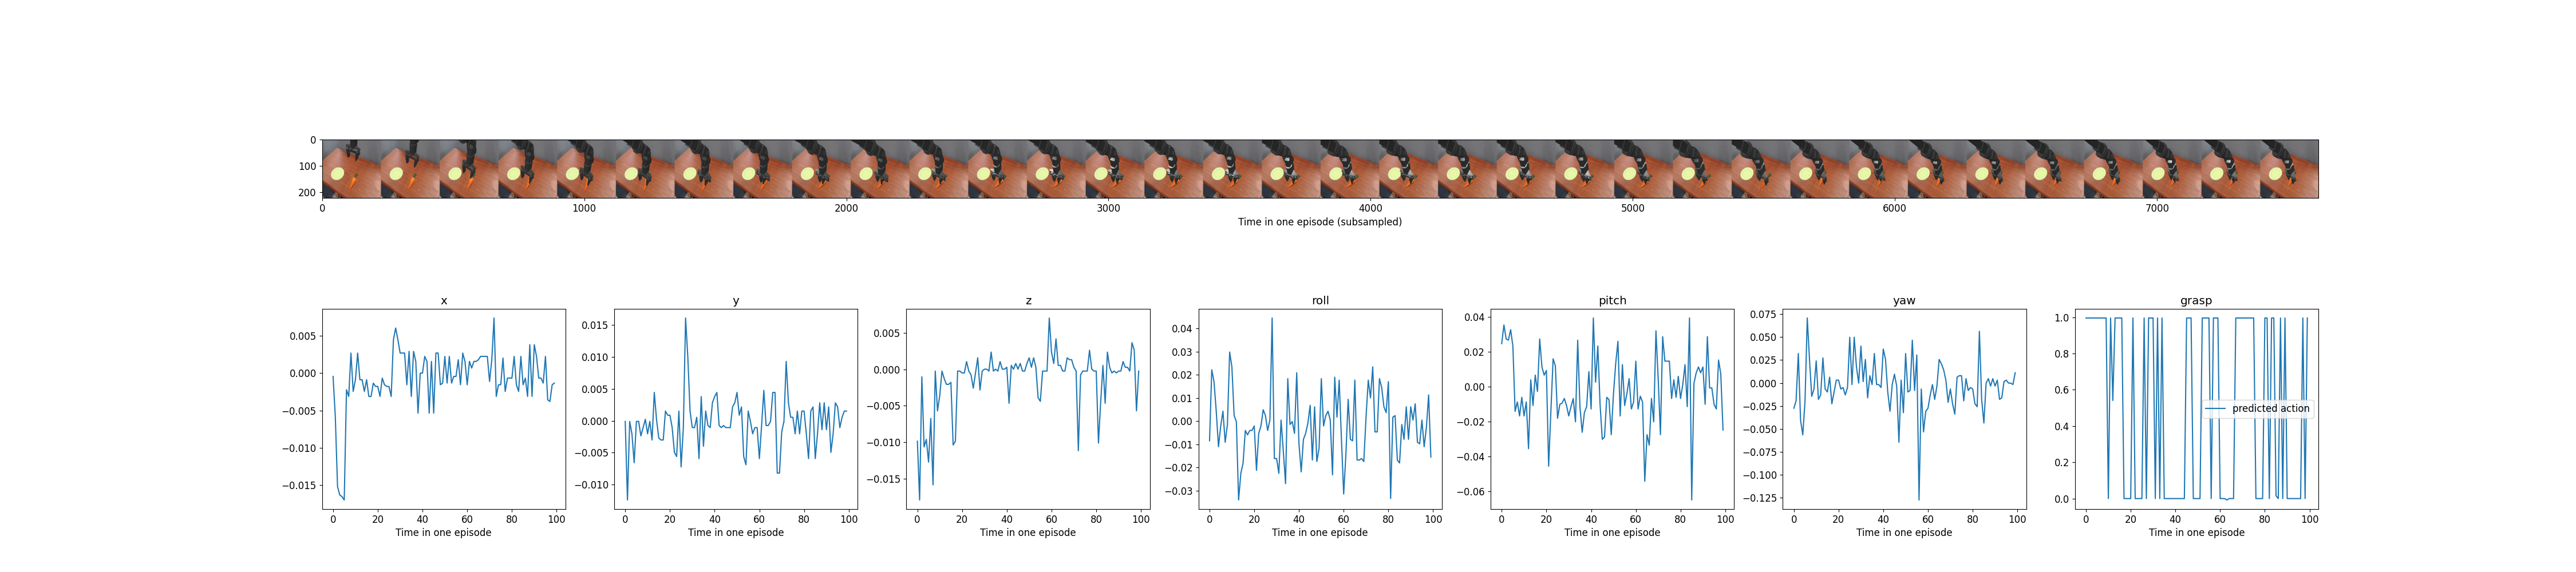 0
100
200
0 1000 2000 3000 4000 5000 6000 7000
Time in one episode (subsampled)
x
0.005
0.000
−0.005
−0.010
−0.015
0 20 40 60 80 100
Time in one episode
y
0.015
0.010
0.005
0.000
−0.005
−0.010
0 20 40 60 80 100
Time in one episode
z
0.005
0.000
−0.005
−0.010
−0.015
0 20 40 60 80 100
Time in one episode
roll
0.04
0.03
0.02
0.01
0.00
−0.01
−0.02
−0.03
0 20 40 60 80 100
Time in one episode
pitch
0.04
0.02
0.00
−0.02
−0.04
−0.06
0 20 40 60 80 100
Time in one episode
yaw
0.075
0.050
0.025
0.000
−0.025
−0.050
−0.075
−0.100
−0.125
0 20 40 60 80 100
Time in one episode
grasp
1.0
0.8
0.6
0.4
0.2
0.0
predicted action
0 20 40 60 80 100
Time in one episode